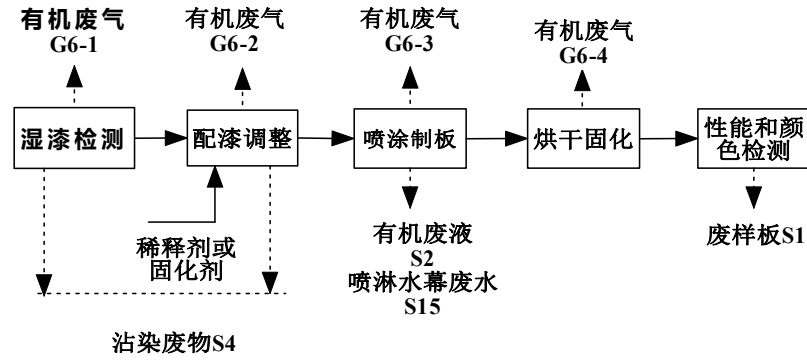 有机废气
G6-1
有机废气
G6-2
有机废气
G6-3
有机废气
G6-4
湿漆检测
配漆调整
喷涂制板
烘干固化
性能和颜
色检测
稀释剂或
固化剂
有机废液
S2
喷淋水幕废水
S15
废样板S1
沾染废物S4